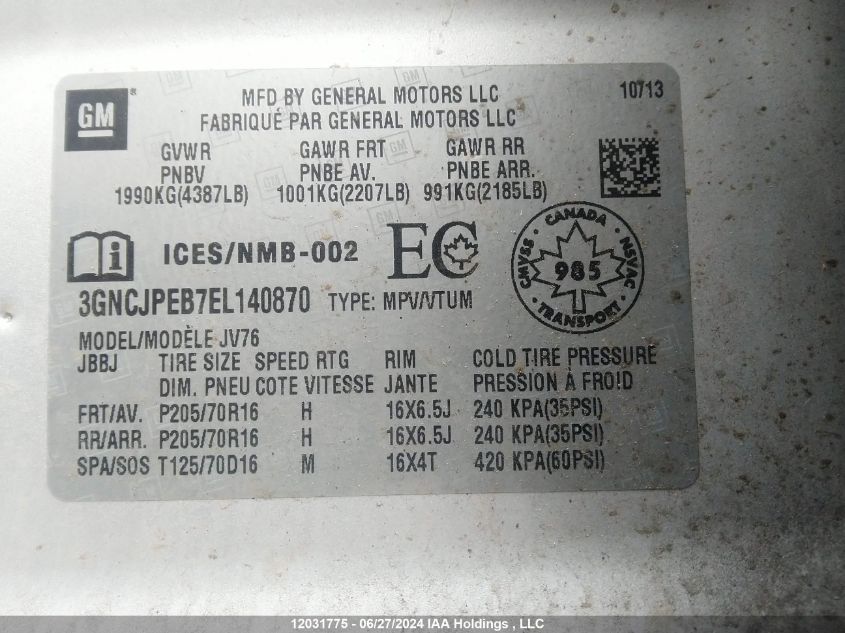 GM®
MFD BY GENERAL MOTORS LLC 10/13
FABRIQUÉ PAR GENERAL MOTORS LLC
GVWR GAWR FRT GAWR RR
PNBV PNBE AV. PNBE ARR.
1990KG(4387LB) 1001KG(2207LB) 991KG(2185LB)
i ICES/NMB-002 EC
CANADA NSVAC TRANSPORT CMVSS
985
3GNCJPEB7EL140870 TYPE: MPV/VTUM
MODEL/MODÈLE JV76
JBBJ TIRE SIZE SPEED RTG RIM COLD TIRE PRESSURE
DIM. PNEU COTE VITESSE JANTE PRESSION À FROID
FRT/AV. P205/70R16 H 16X6.5J 240 KPA(35PSI)
RR/ARR. P205/70R16 H 16X6.5J 240 KPA(35PSI)
SPA/SOS T125/70D16 M 16X4T 420 KPA(60PSI)
12031775 - 06/27/2024 IAA Holdings , LLC